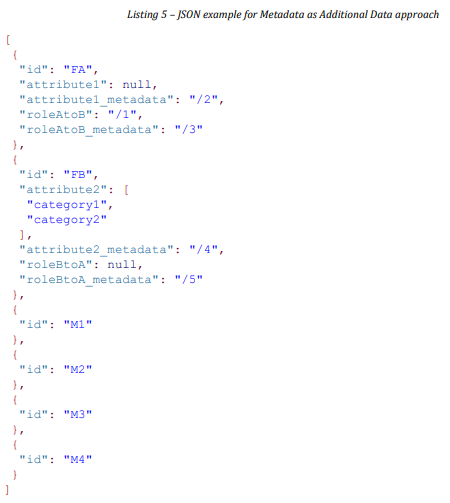 Listing 5 – JSON example for Metadata as Additional Data approach
[
{
"id": "FA",
"attribute1": null,
"attribute1_metadata": "/2",
"roleAtoB": "/1",
"roleAtoB_metadata": "/3"
},
{
"id": "FB",
"attribute2": [
"category1",
"category2"
],
"attribute2_metadata": "/4",
"roleBtoA": null,
"roleBtoA_metadata": "/5"
},
{
"id": "M1"
},
{
"id": "M2"
},
{
"id": "M3"
},
{
"id": "M4"
}
]